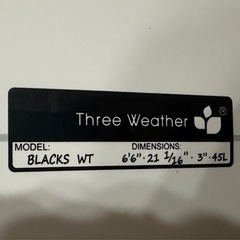 Three Weather ®
MODEL: DIMENSIONS:
BLACKS WT 6'6" · 21 1/16" · 3" · 45L